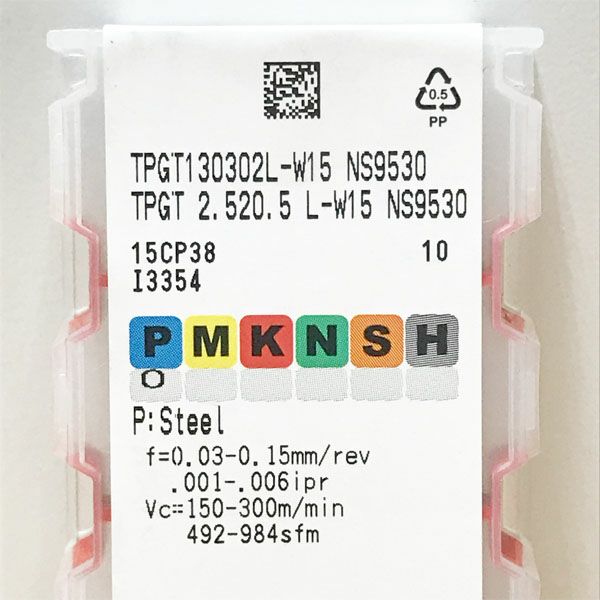 0.5
PP
TPGT130302L-W15 NS9530
TPGT 2.520.5 L-W15 NS9530
15CP38 10
I3354
P M K N S H
O
P:Steel
f=0.03-0.15mm/rev
.001-.006ipr
Vc=150-300m/min
492-984sfm